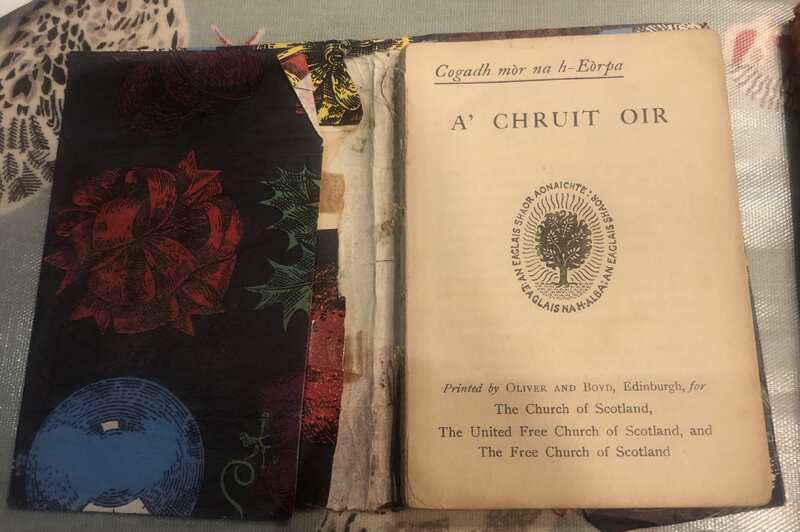 Cogadh mòr na h-Eòrpa
A' CHRUIT OIR
AN EAGLAIS SHAOR AONAICHTE: AN EAGLAIS SHAOR: AN EAGLAIS NA H-ALBA:
Printed by OLIVER AND BOYD, Edinburgh, for
The Church of Scotland,
The United Free Church of Scotland, and
The Free Church of Scotland